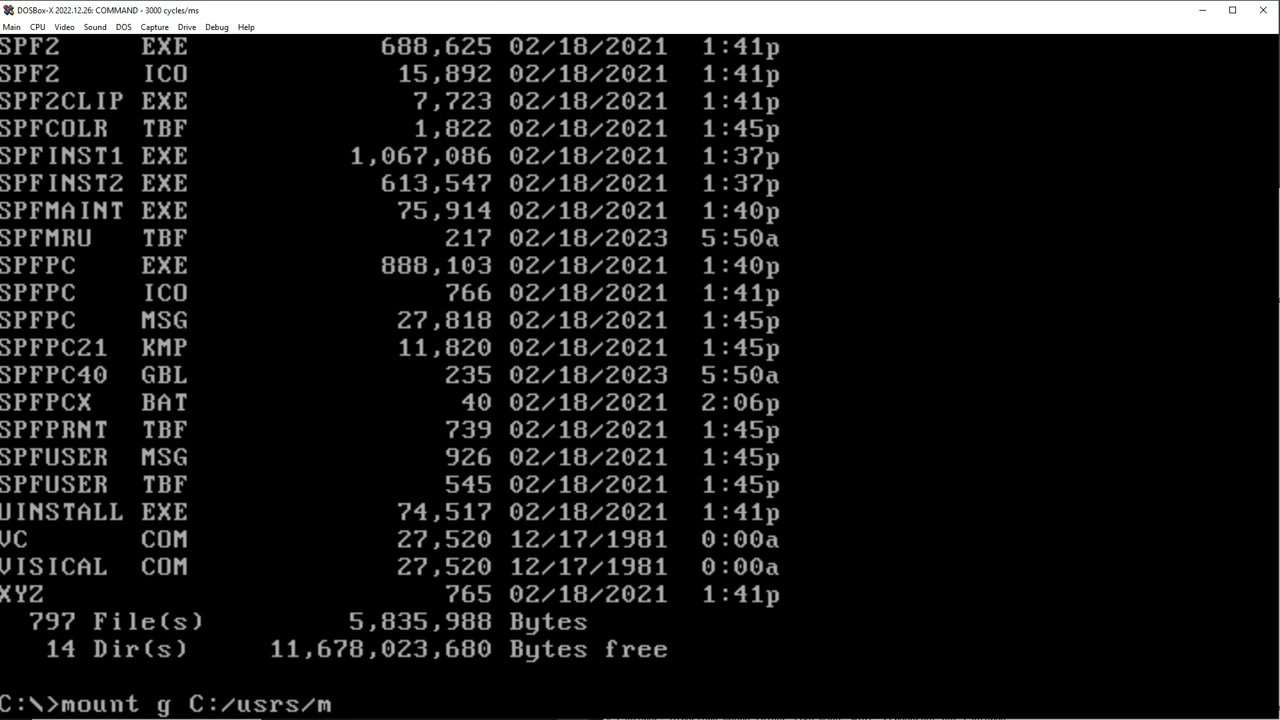 DOSBox-X 2022.12.26: COMMAND - 3000 cycles/ms
Main CPU Video Sound DOS Capture Drive Debug Help
SPF2 EXE 688,625 02/18/2021 1:41p
SPF2 ICO 15,892 02/18/2021 1:41p
SPF2CLIP EXE 7,723 02/18/2021 1:41p
SPFCOLR TBF 1,822 02/18/2021 1:45p
SPFINST1 EXE 1,067,086 02/18/2021 1:37p
SPFINST2 EXE 613,547 02/18/2021 1:37p
SPFMAINT EXE 75,914 02/18/2021 1:40p
SPFMRU TBF 217 02/18/2023 5:50a
SPFPC EXE 888,103 02/18/2021 1:40p
SPFPC ICO 766 02/18/2021 1:41p
SPFPC MSG 27,818 02/18/2021 1:45p
SPFPC21 KMP 11,820 02/18/2021 1:45p
SPFPC40 GBL 235 02/18/2023 5:50a
SPFPCX BAT 40 02/18/2021 2:06p
SPFPRNT TBF 739 02/18/2021 1:45p
SPFUSER MSG 926 02/18/2021 1:45p
SPFUSER TBF 545 02/18/2021 1:45p
UINSTALL EXE 74,517 02/18/2021 1:41p
VC COM 27,520 12/17/1981 0:00a
VISICAL COM 27,520 12/17/1981 0:00a
XYZ 765 02/18/2021 1:41p
797 File(s) 5,835,988 Bytes
14 Dir(s) 11,678,023,680 Bytes free
C:\>mount g C:/usrs/m